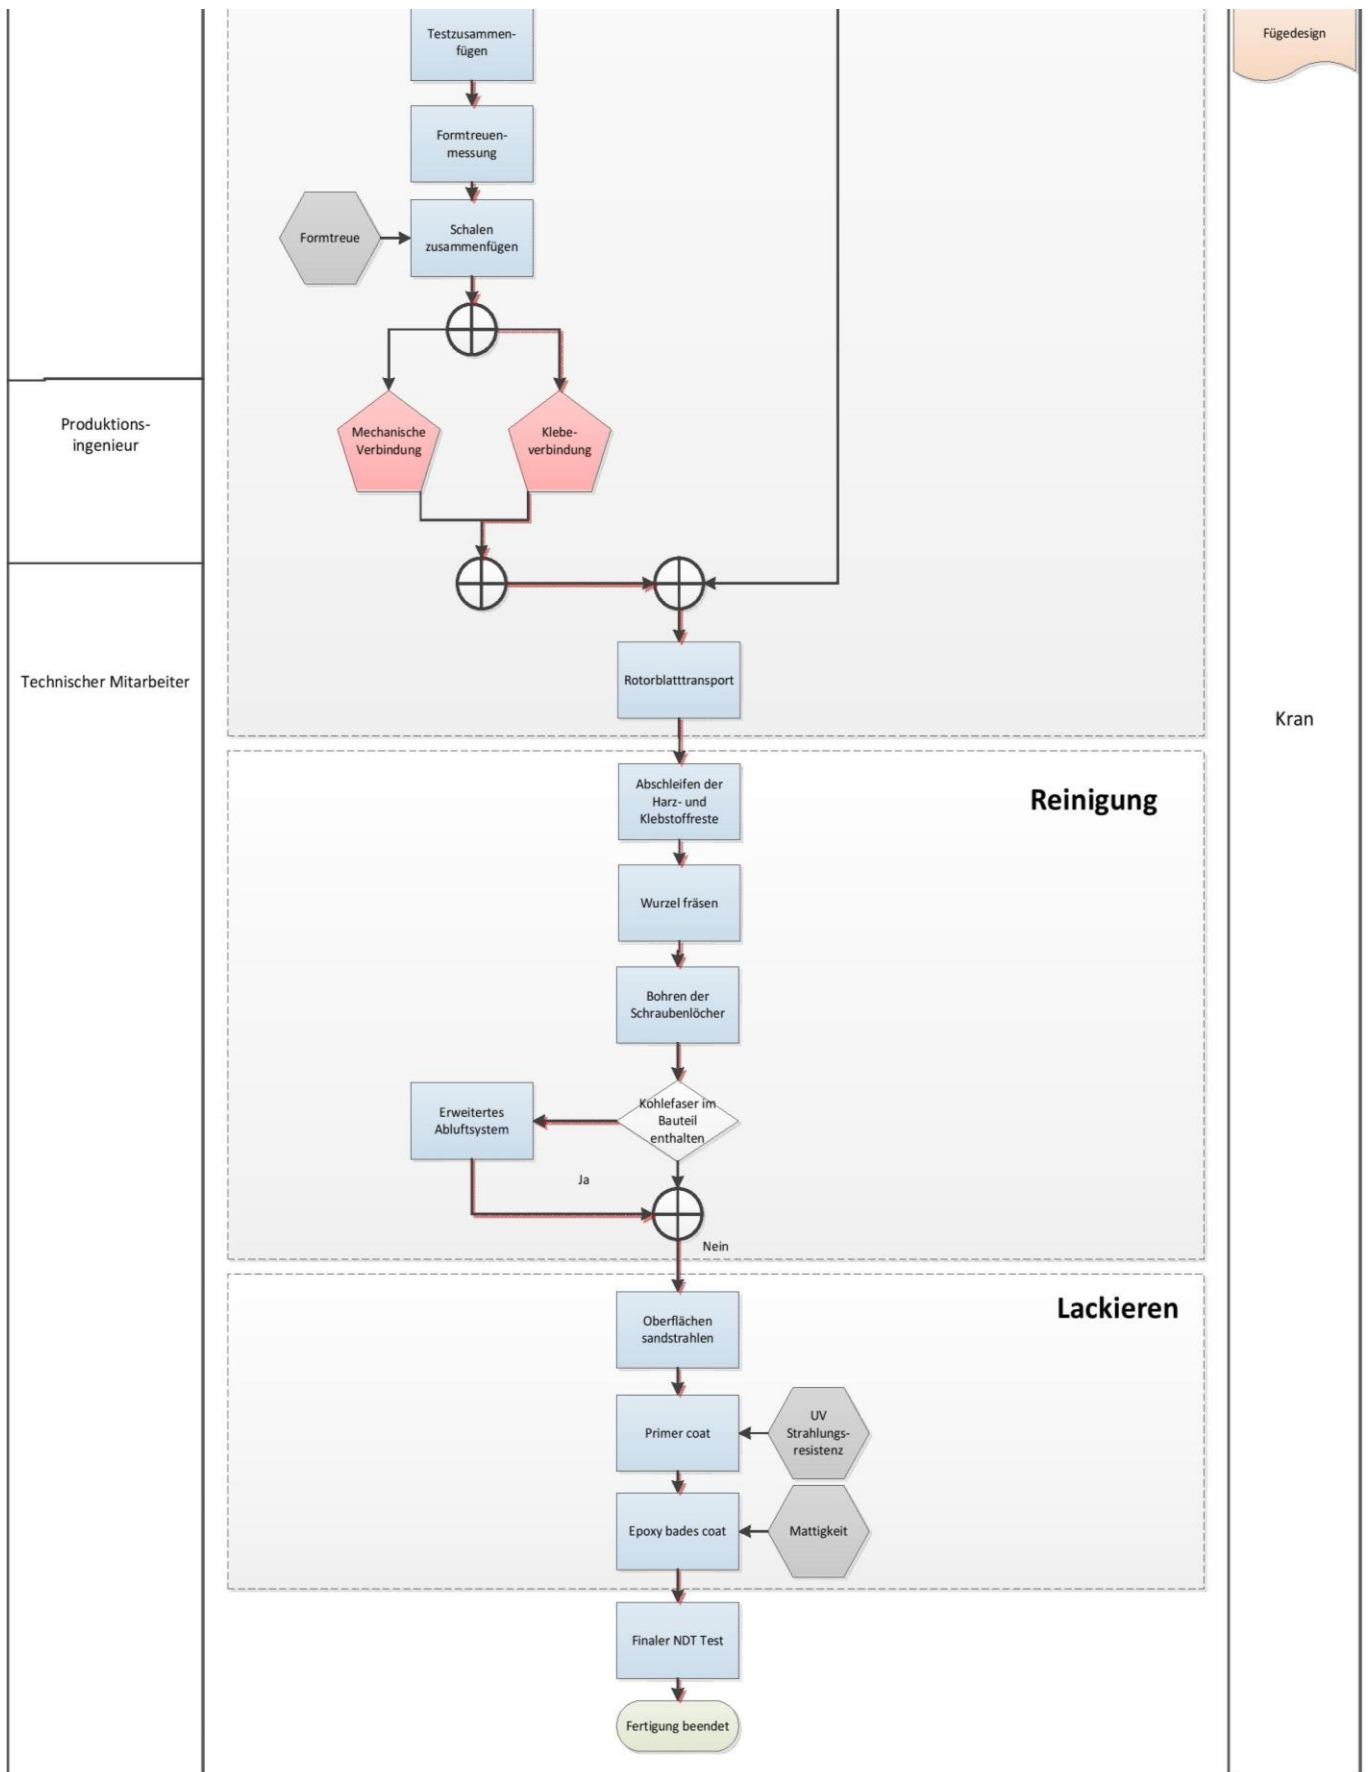 Testzusammen-
fügen
Fügedesign
Formtreuen-
messung
Formtreue
Schalen
zusammenfügen
Produktions-
ingenieur
Mechanische
Verbindung
Klebe-
verbindung
Technischer Mitarbeiter
Rotorblatttransport
Kran
Reinigung
Abschleifen der
Harz- und
Klebstoffreste
Wurzel fräsen
Bohren der
Schraubenlöcher
Kohlefaser im
Bauteil
enthalten
Erweitertes
Abluftsystem
Ja
Nein
Lackieren
Oberflächen
sandstrahlen
Primer coat
UV
Strahlungs-
resistenz
Epoxy bades coat
Mattigkeit
Finaler NDT Test
Fertigung beendet